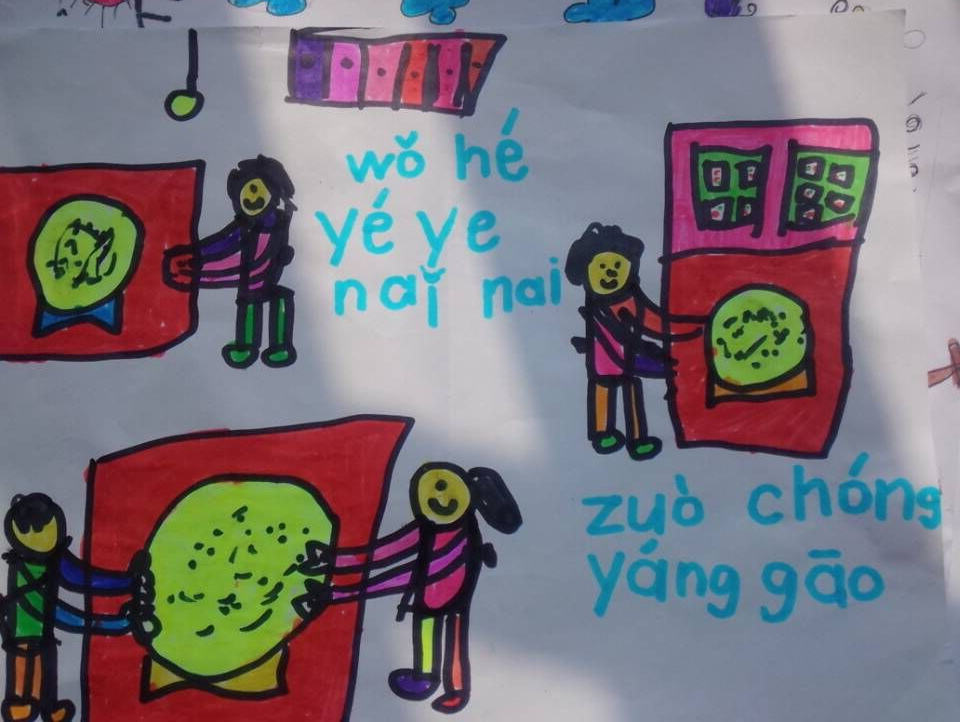 wǒ hé
yé ye
naǐ nai
zuò chóng
yáng gāo